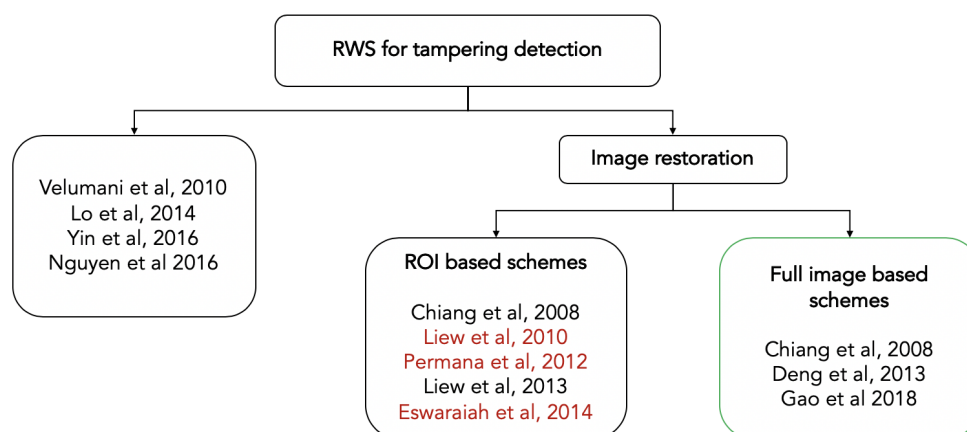 RWS for tampering detection
Velumani et al, 2010
Lo et al, 2014
Yin et al, 2016
Nguyen et al 2016
Image restoration
ROI based schemes
Chiang et al, 2008
Liew et al, 2010
Permana et al, 2012
Liew et al, 2013
Eswaraiah et al, 2014
Full image based
schemes
Chiang et al, 2008
Deng et al, 2013
Gao et al 2018